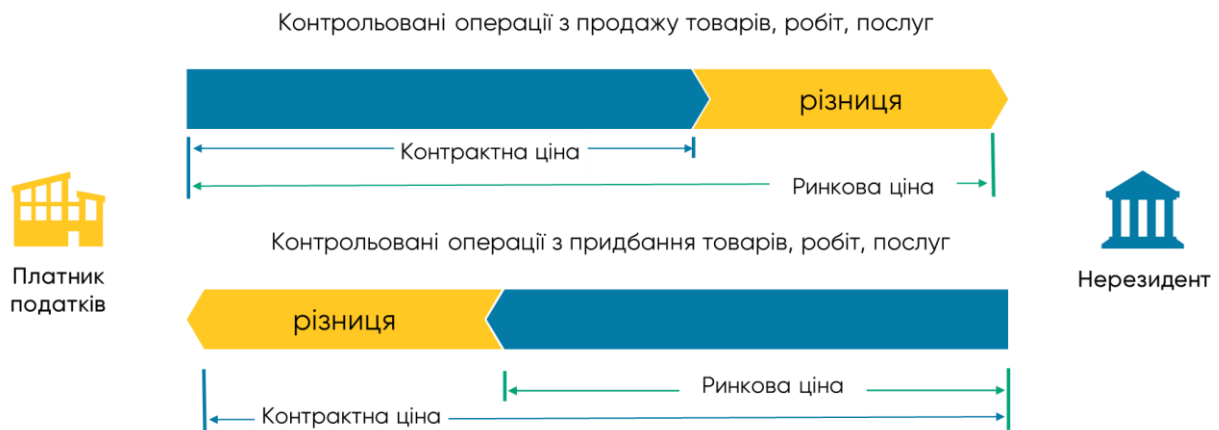 Контрольовані операції з продажу товарів, робіт, послуг
різниця
Контрактна ціна
Ринкова ціна
Платник
податків
Контрольовані операції з придбання товарів, робіт, послуг
Нерезидент
різниця
Ринкова ціна
Контрактна ціна